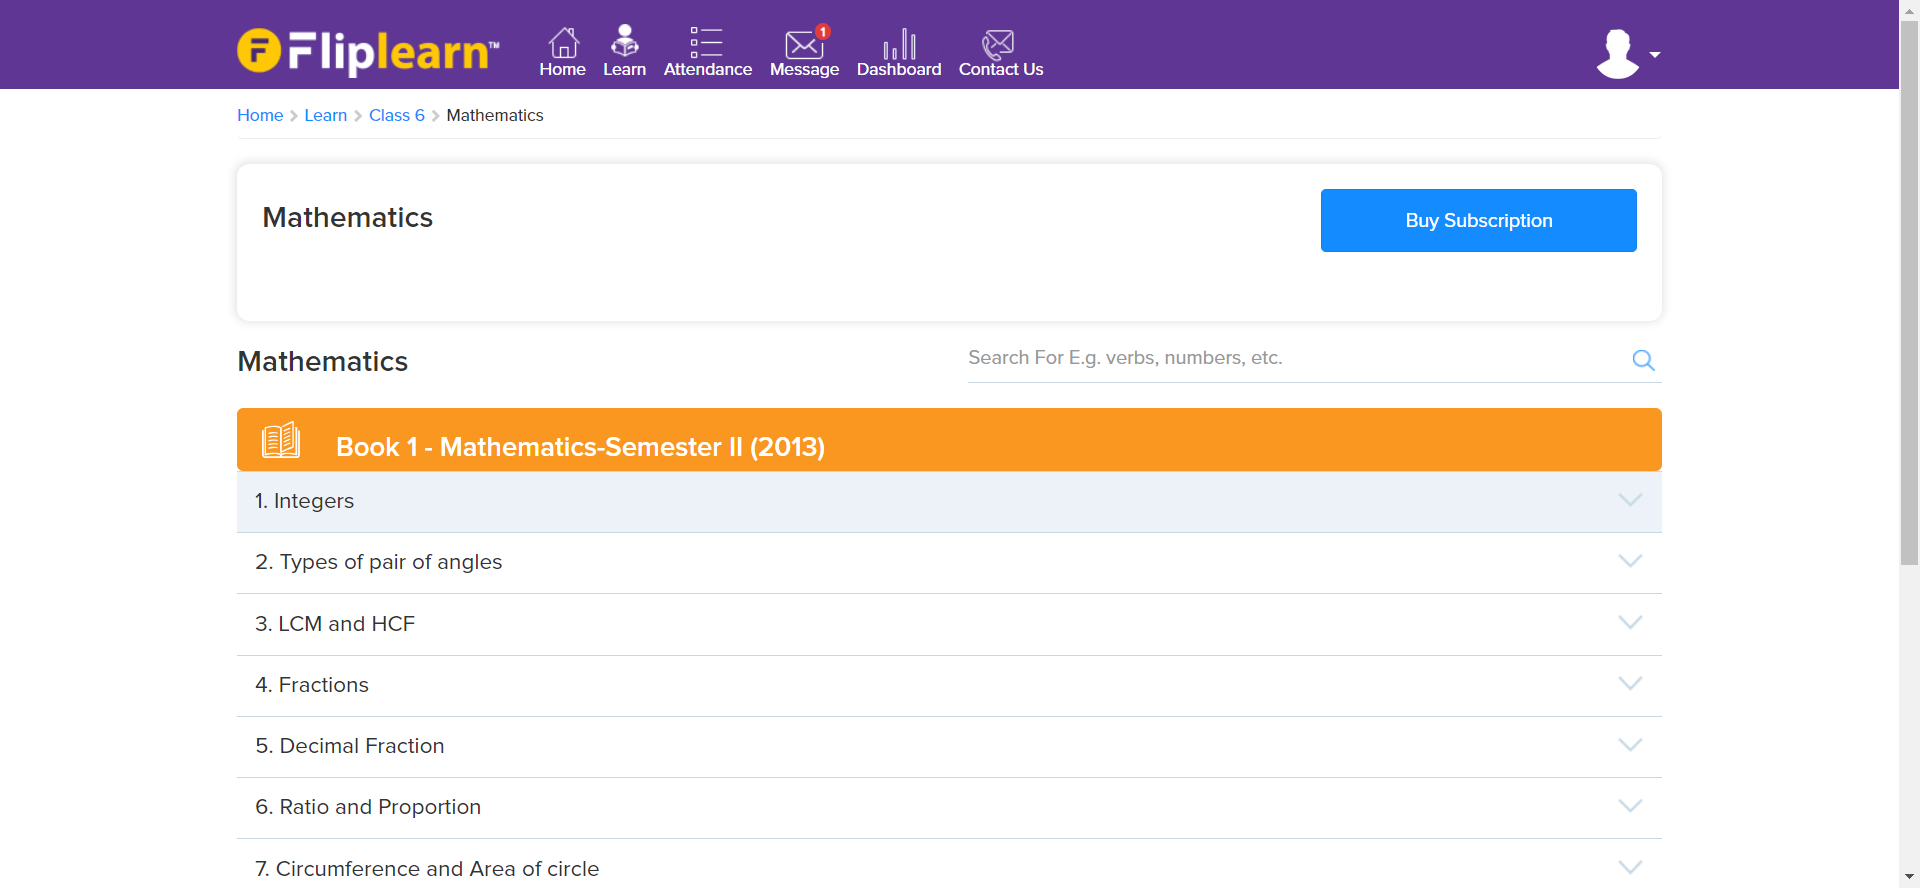 Fliplearn™
Home Learn Attendance Message 1 Dashboard Contact Us
Home Learn Class 6 Mathematics
Mathematics
Buy Subscription
Mathematics
Search For E.g. verbs, numbers, etc.
Book 1 - Mathematics-Semester II (2013)
1. Integers
2. Types of pair of angles
3. LCM and HCF
4. Fractions
5. Decimal Fraction
6. Ratio and Proportion
7. Circumference and Area of circle